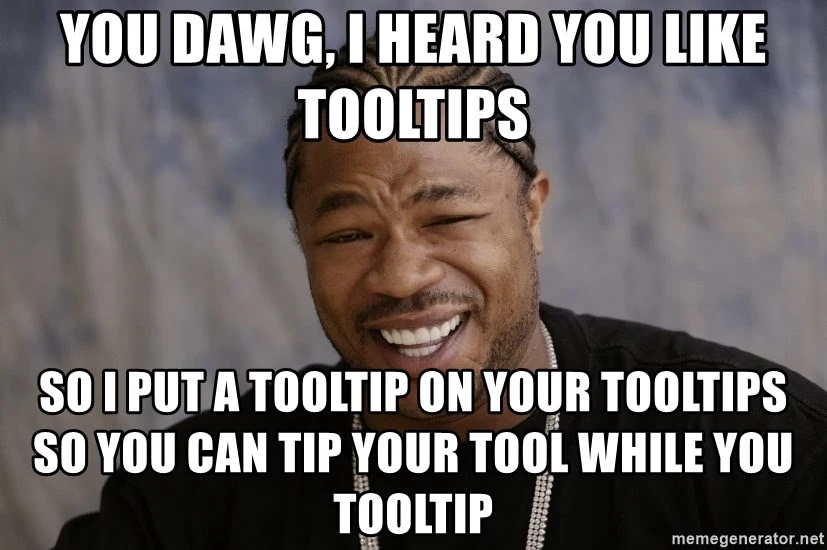 YOU DAWG, I HEARD YOU LIKE
TOOLTIPS
SO I PUT A TOOLTIP ON YOUR TOOLTIPS
SO YOU CAN TIP YOUR TOOL WHILE YOU
TOOLTIP
memegenerator.net